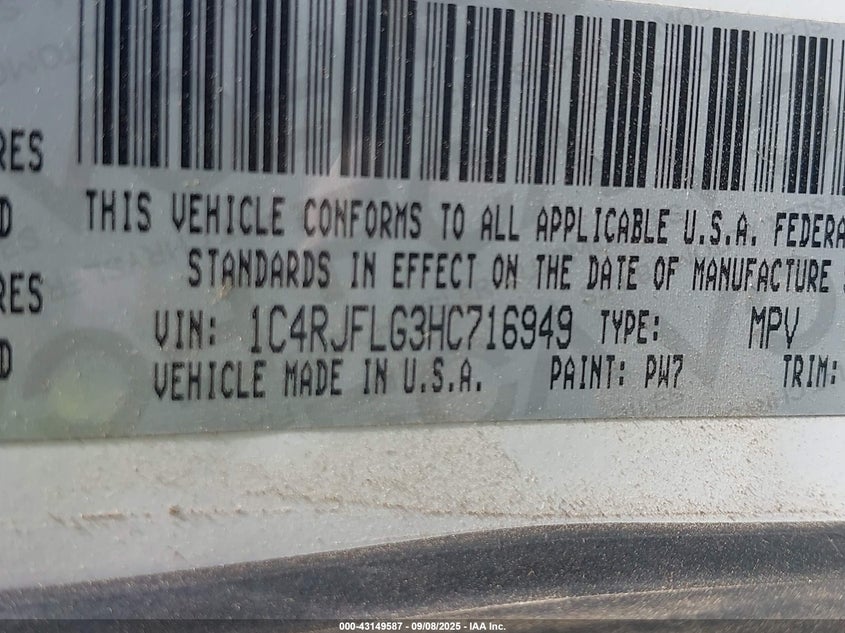 RES
D
RES
D
THIS VEHICLE CONFORMS TO ALL APPLICABLE U.S.A. FEDERA
STANDARDS IN EFFECT ON THE DATE OF MANUFACTURE
VIN: 1C4RJFLG3HC716949 TYPE: MPV
VEHICLE MADE IN U.S.A. PAINT: PW7 TRIM:
000-43149587 - 09/08/2025 - IAA Inc.